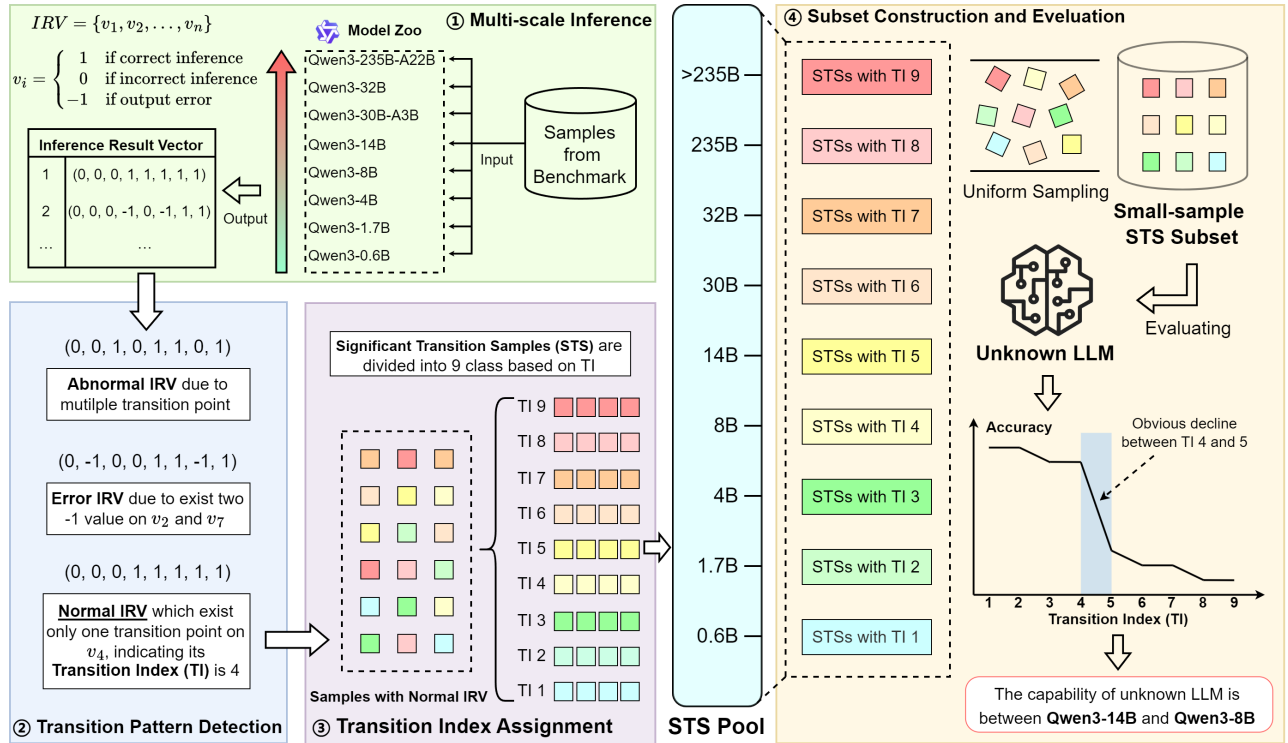 ① Multi-scale Inference
IRV = {v₁, v₂, . . . , vₙ}
vᵢ = { 1 if correct inference
0 if incorrect inference
−1 if output error
Inference Result Vector
1 (0, 0, 0, 1, 1, 1, 1, 1)
2 (0, 0, 0, -1, 0, -1, 1, 1)
... ...
Output
Model Zoo
Qwen3-235B-A22B
Qwen3-32B
Qwen3-30B-A3B
Qwen3-14B
Qwen3-8B
Qwen3-4B
Qwen3-1.7B
Qwen3-0.6B
Input
Samples
from
Benchmark
(0, 0, 1, 0, 1, 1, 0, 1)
Abnormal IRV due to
mutilple transition point
(0, -1, 0, 0, 1, 1, -1, 1)
Error IRV due to exist two
-1 value on v₂ and v₇
(0, 0, 0, 1, 1, 1, 1, 1)
Normal IRV which exist
only one transition point on
v₄, indicating its
Transition Index (TI) is 4
② Transition Pattern Detection
Significant Transition Samples (STS) are
divided into 9 class based on TI
TI 9
TI 8
TI 7
TI 6
TI 5
TI 4
TI 3
TI 2
TI 1
Samples with Normal IRV
③ Transition Index Assignment
>235B
235B
32B
30B
14B
8B
4B
1.7B
0.6B
STS Pool
④ Subset Construction and Eveluation
STSs with TI 9
STSs with TI 8
STSs with TI 7
STSs with TI 6
STSs with TI 5
STSs with TI 4
STSs with TI 3
STSs with TI 2
STSs with TI 1
Uniform Sampling
Small-sample
STS Subset
Evaluating
Unknown LLM
Accuracy
Obvious decline
between TI 4 and 5
1 2 3 4 5 6 7 8 9
Transition Index (TI)
The capability of unknown LLM is
between Qwen3-14B and Qwen3-8B